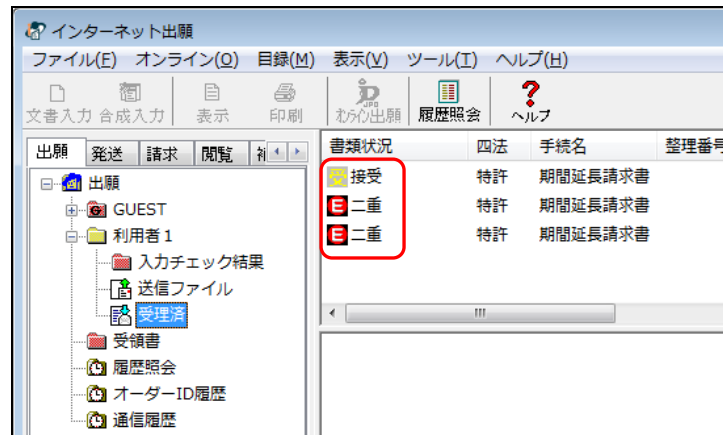 インターネット出願
ファイル(F) オンライン(O) 目録(M) 表示(V) ツール(T) ヘルプ(H)
文書入力 合成入力 表示 印刷 オンライン出願 履歴照会 ヘルプ
出願 発送 請求 閲覧
書類状況 四法 手続名 整理番号
受 接受 特許 期間延長請求書
E 二重 特許 期間延長請求書
E 二重 特許 期間延長請求書
出願
GUEST
利用者1
入力チェック結果
送信ファイル
受理済
受領書
履歴照会
オーダーID履歴
通信履歴